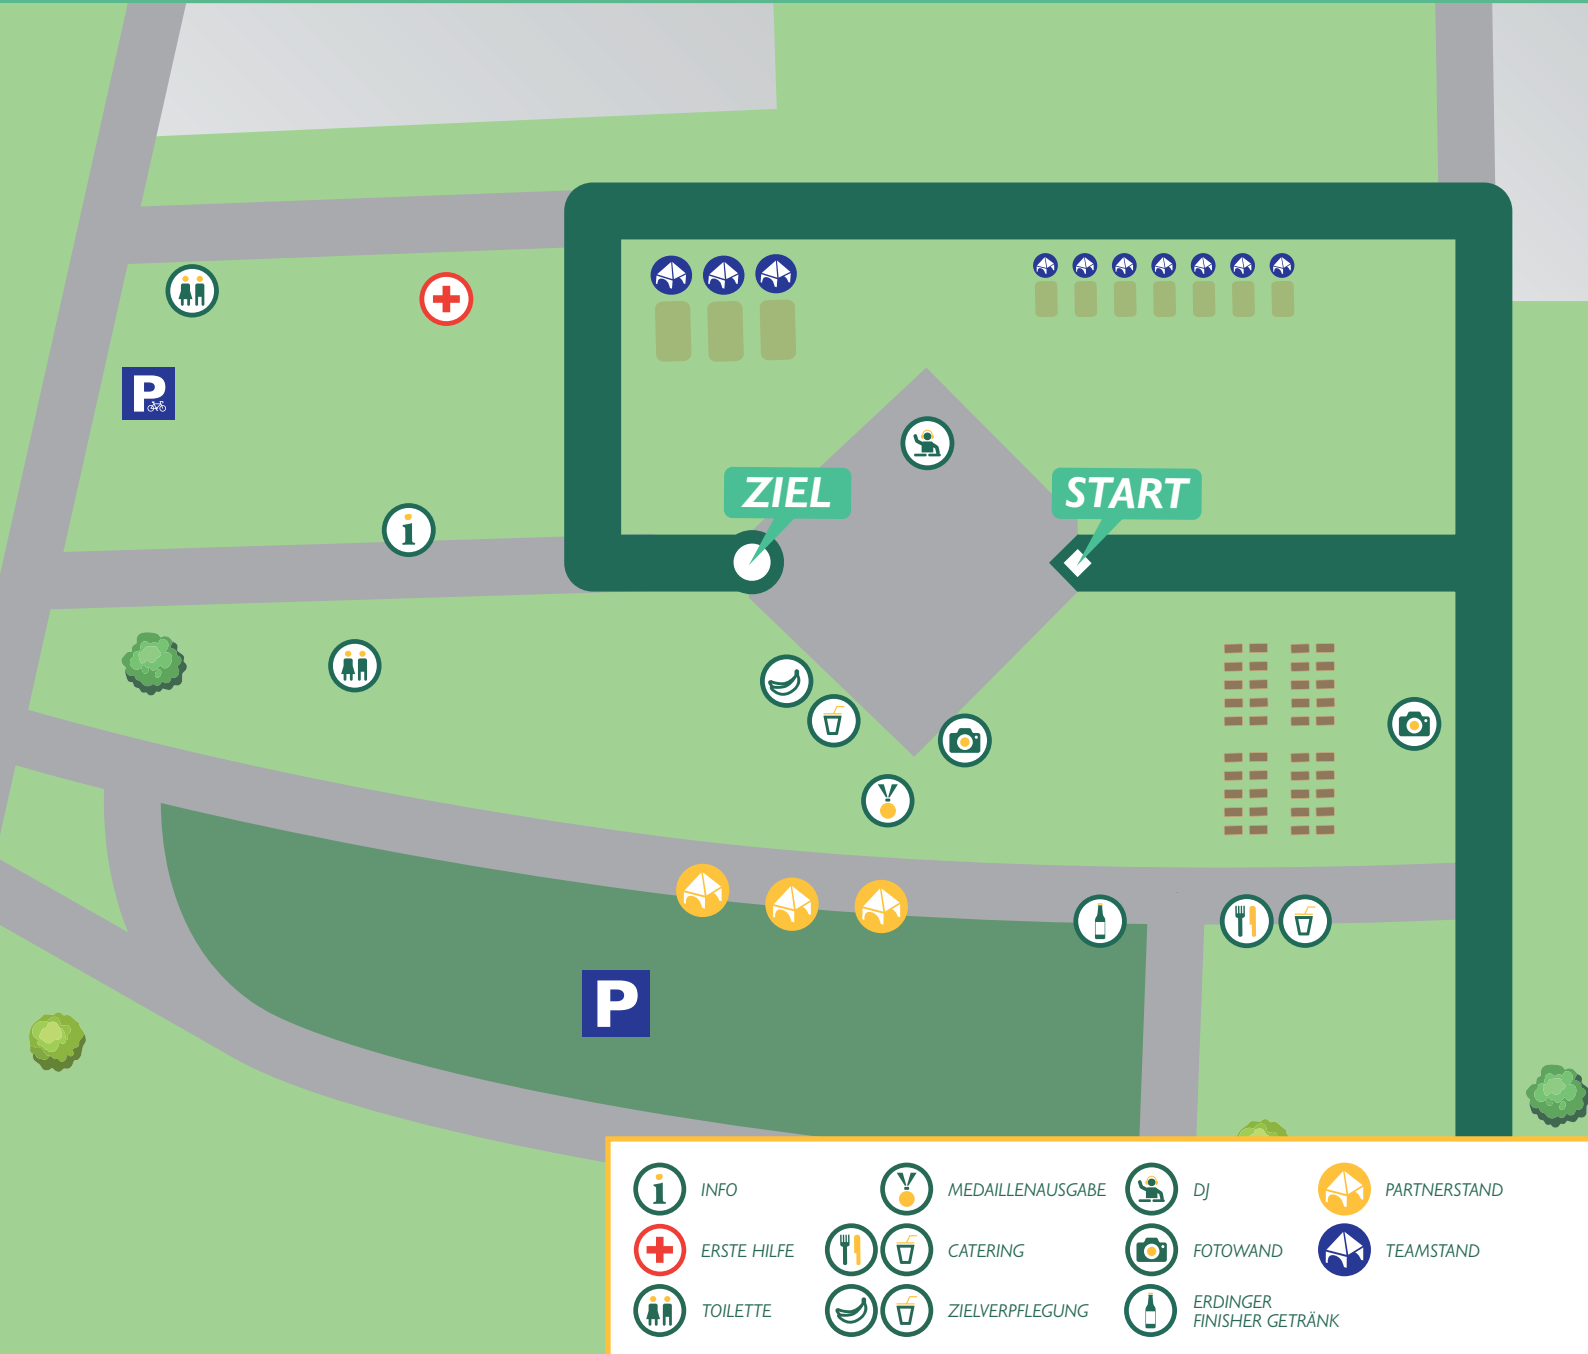 P
ZIEL
START
i
P
i INFO
MEDAILLENAUSGABE
DJ
PARTNERSTAND
ERSTE HILFE
CATERING
FOTOWAND
TEAMSTAND
TOILETTE
ZIELVERPFLEGUNG
ERDINGER
FINISHER GETRÄNK